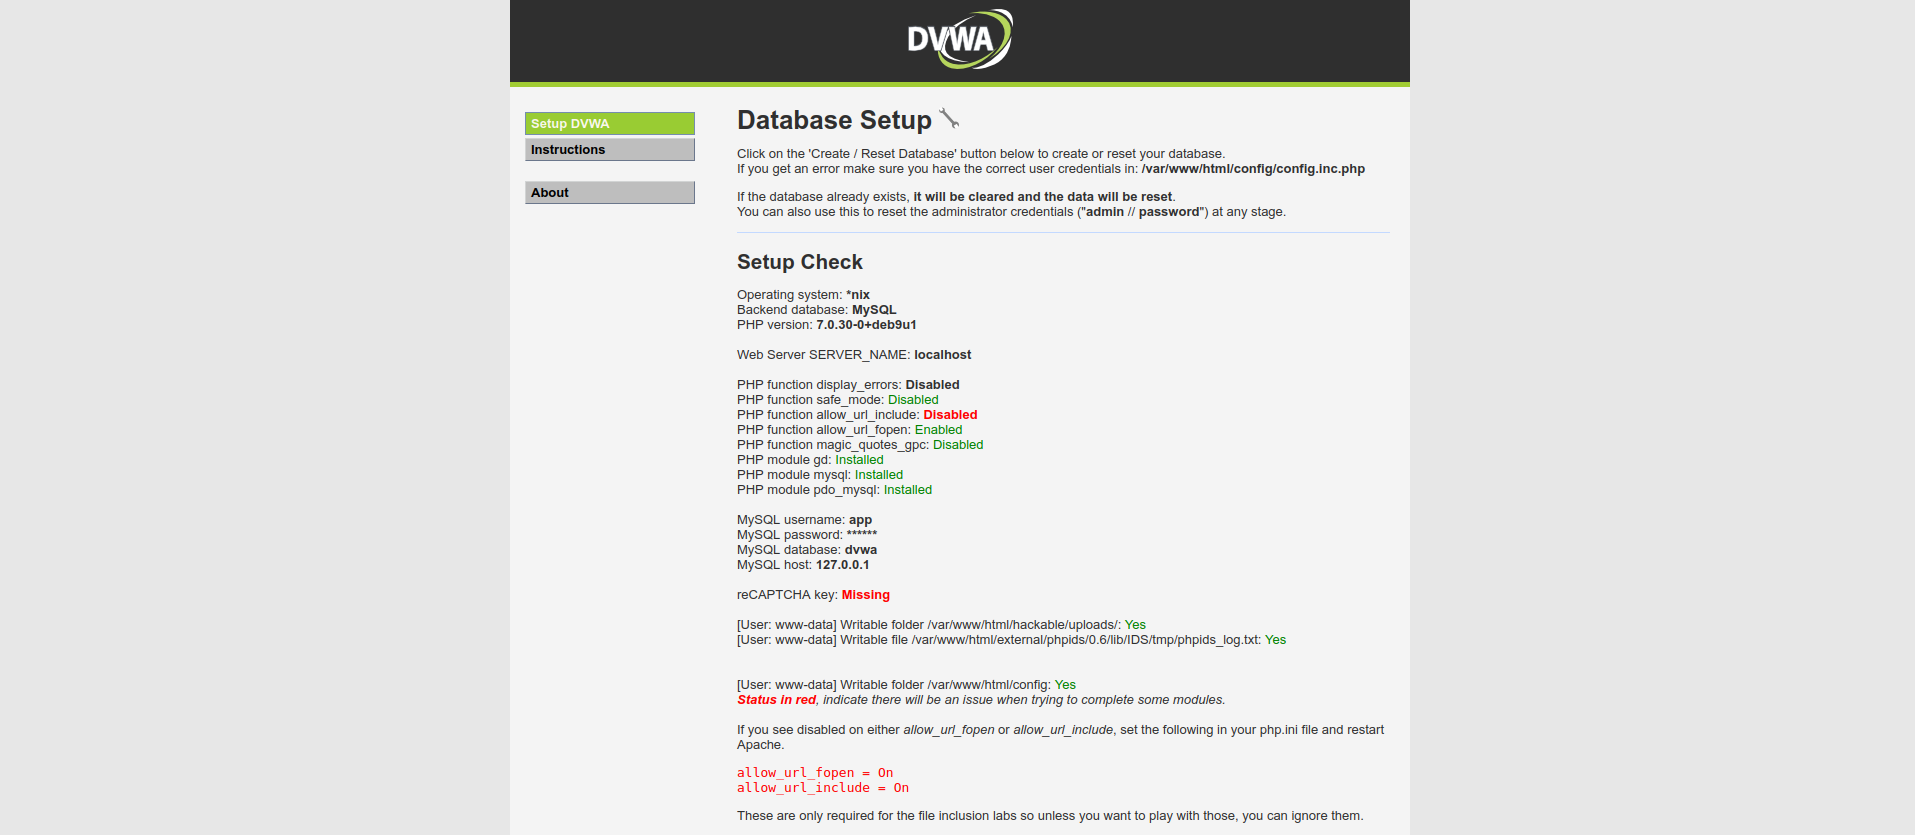 DVWA
Setup DVWA
Instructions
About
Database Setup
Click on the 'Create / Reset Database' button below to create or reset your database.
If you get an error make sure you have the correct user credentials in: /var/www/html/config/config.inc.php
If the database already exists, it will be cleared and the data will be reset.
You can also use this to reset the administrator credentials ("admin // password") at any stage.
Setup Check
Operating system: *nix
Backend database: MySQL
PHP version: 7.0.30-0+deb9u1
Web Server SERVER_NAME: localhost
PHP function display_errors: Disabled
PHP function safe_mode: Disabled
PHP function allow_url_include: Disabled
PHP function allow_url_fopen: Enabled
PHP function magic_quotes_gpc: Disabled
PHP module gd: Installed
PHP module mysql: Installed
PHP module pdo_mysql: Installed
MySQL username: app
MySQL password: ******
MySQL database: dvwa
MySQL host: 127.0.0.1
reCAPTCHA key: Missing
[User: www-data] Writable folder /var/www/html/hackable/uploads/: Yes
[User: www-data] Writable file /var/www/html/external/phpids/0.6/lib/IDS/tmp/phpids_log.txt: Yes
[User: www-data] Writable folder /var/www/html/config: Yes
Status in red, indicate there will be an issue when trying to complete some modules.
If you see disabled on either allow_url_fopen or allow_url_include, set the following in your php.ini file and restart
Apache.
allow_url_fopen = On
allow_url_include = On
These are only required for the file inclusion labs so unless you want to play with those, you can ignore them.